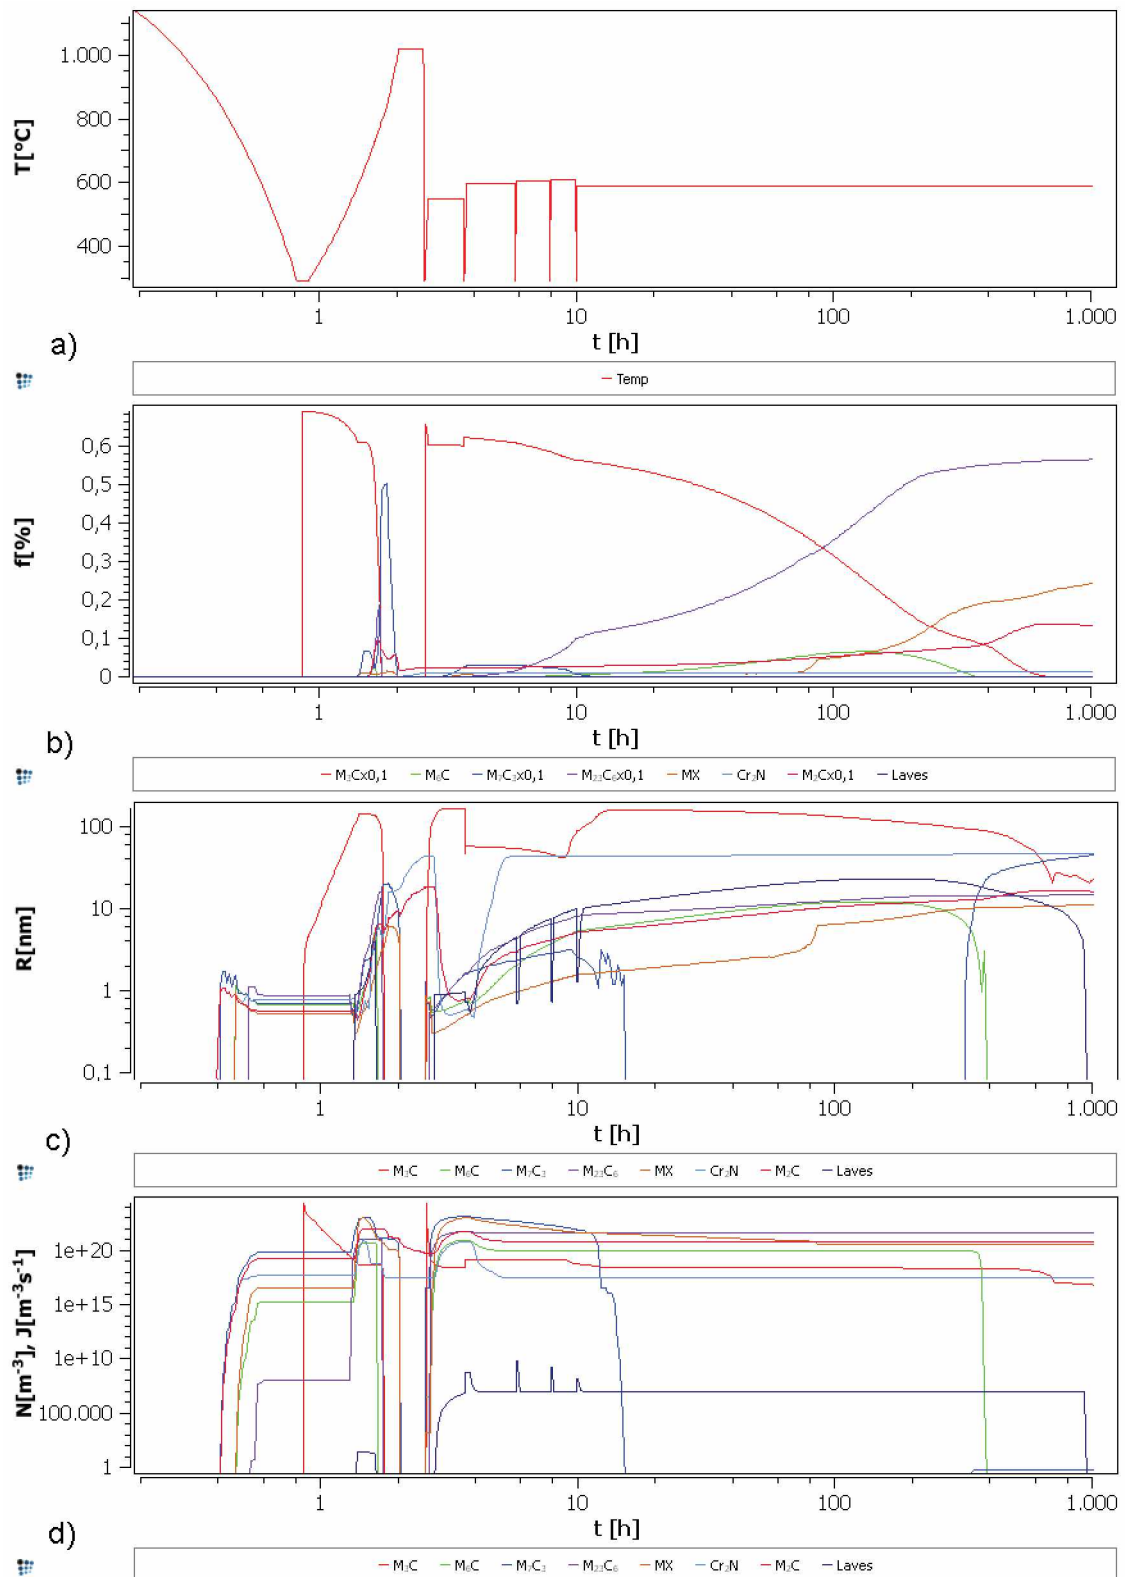 T[°C]
1.000
800
600
400
1 10 100 1.000
t [h]
a)
Temp
f[%]
0,6
0,5
0,4
0,3
0,2
0,1
0
1 10 100 1.000
t [h]
b)
M₃Cx0,1 M₆C M₇C₃x0,1 M₂₃C₆x0,1 MX Cr₂N M₂Cx0,1 Laves
R[nm]
100
10
1
0,1
1 10 100 1.000
t [h]
c)
M₃C M₆C M₇C₃ M₂₃C₆ MX Cr₂N M₂C Laves
N[m⁻³], J[m⁻³s⁻¹]
1e+20
1e+15
1e+10
100.000
1
1 10 100 1.000
t [h]
d)
M₃C M₆C M₇C₃ M₂₃C₆ MX Cr₂N M₂C Laves